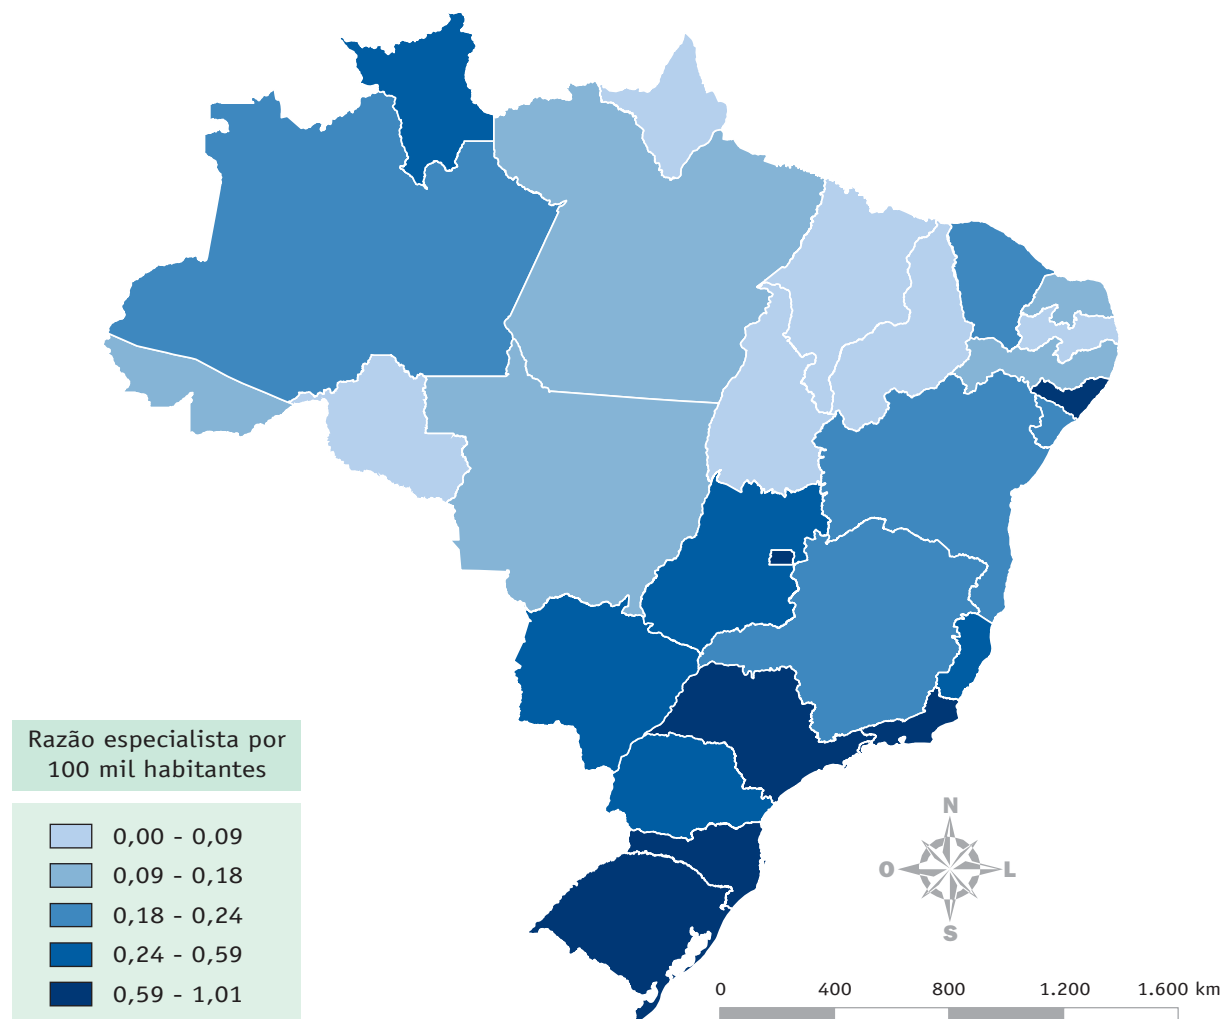 Razão especialista por
100 mil habitantes
0,00 - 0,09
0,09 - 0,18
0,18 - 0,24
0,24 - 0,59
0,59 - 1,01
N
O
L
S
0 400 800 1.200 1.600 km